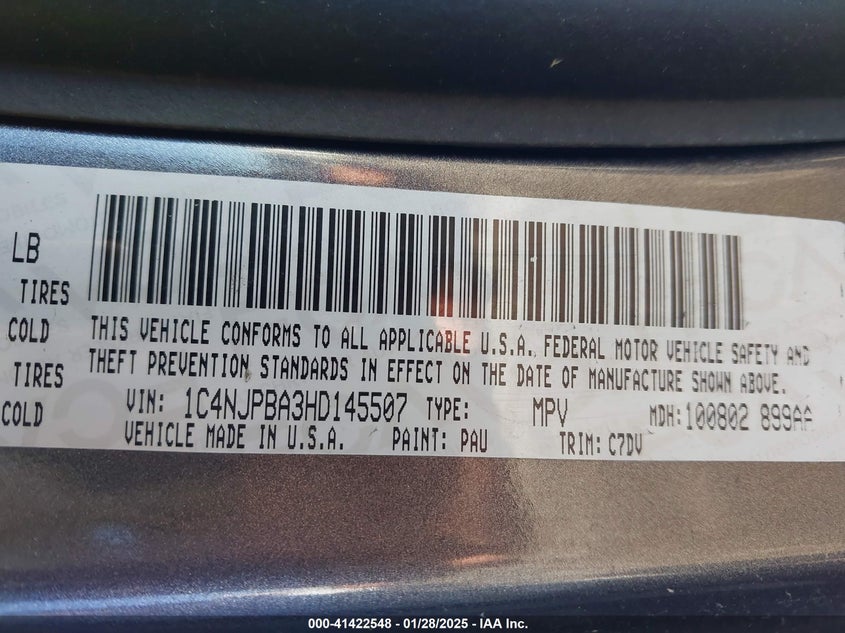 LB
TIRES
COLD THIS VEHICLE CONFORMS TO ALL APPLICABLE U.S.A. FEDERAL MOTOR VEHICLE SAFETY AND
TIRES THEFT PREVENTION STANDARDS IN EFFECT ON THE DATE OF MANUFACTURE SHOWN ABOVE.
COLD VIN: 1C4NJPBA3HD145507 TYPE: MPV MDH:100802 899AA
VEHICLE MADE IN U.S.A. PAINT: PAU TRIM: C7DV
000-41422548 - 01/28/2025 - IAA Inc.